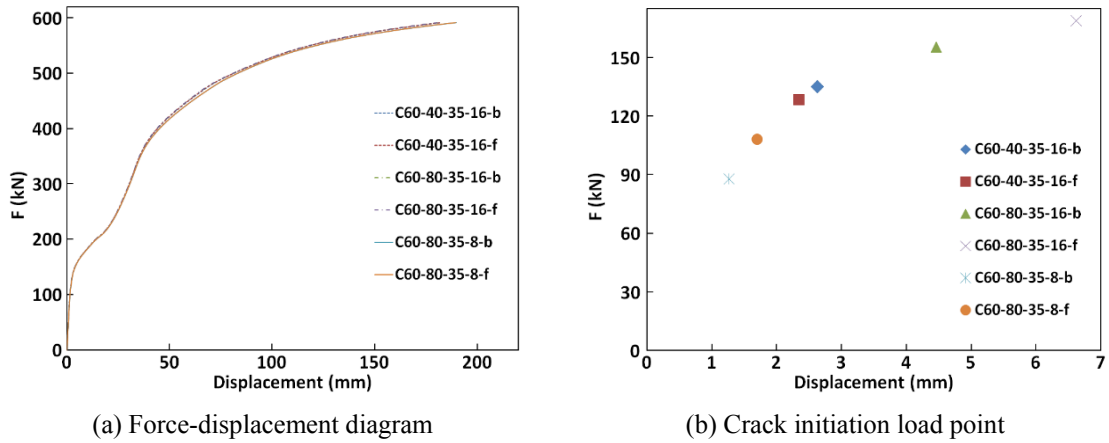 600
500
400
300
200
100
0
F (kN)
0
50
100
150
200
Displacement (mm)
C60-40-35-16-b
C60-40-35-16-f
C60-80-35-16-b
C60-80-35-16-f
C60-80-35-8-b
C60-80-35-8-f
(a) Force-displacement diagram
150
120
90
60
30
0
F (kN)
0
1
2
3
4
5
6
7
Displacement (mm)
C60-40-35-16-b
C60-40-35-16-f
C60-80-35-16-b
C60-80-35-16-f
C60-80-35-8-b
C60-80-35-8-f
(b) Crack initiation load point